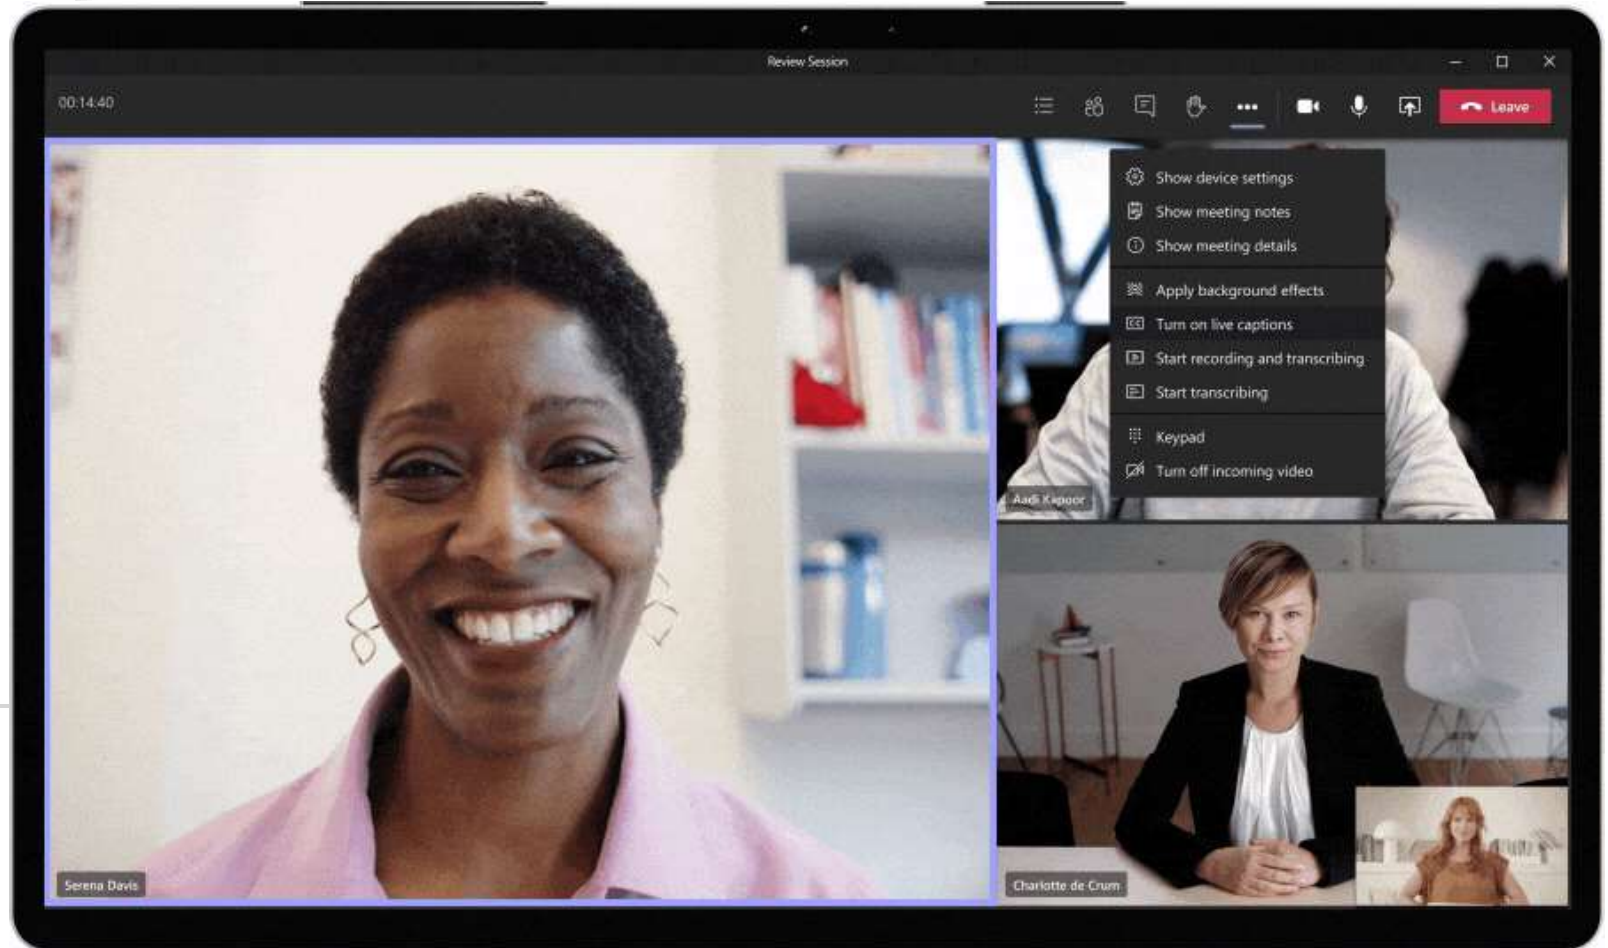 Review Session
00:14:40
Leave
Show device settings
Show meeting notes
Show meeting details
Apply background effects
CC Turn on live captions
Start recording and transcribing
Start transcribing
Keypad
Turn off incoming video
Aadi Kapoor
Serena Davis
Charlotte de Crum